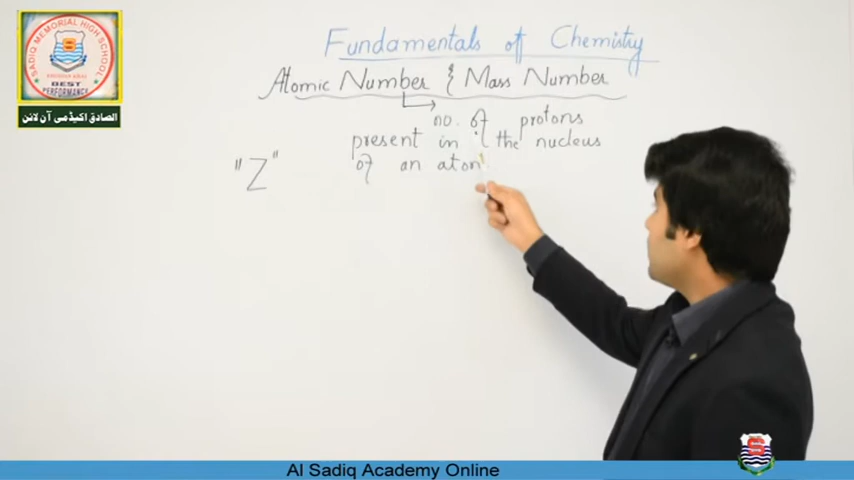 SADIQ MEMORIAL HIGH SCHOOL
BEST
PERFORMANCE
الصادق اکیڈمی آن لائن
Fundamentals of Chemistry
Atomic Number & Mass Number
no. of protons
present in the nucleus
of an atom
"Z"
Al Sadiq Academy Online